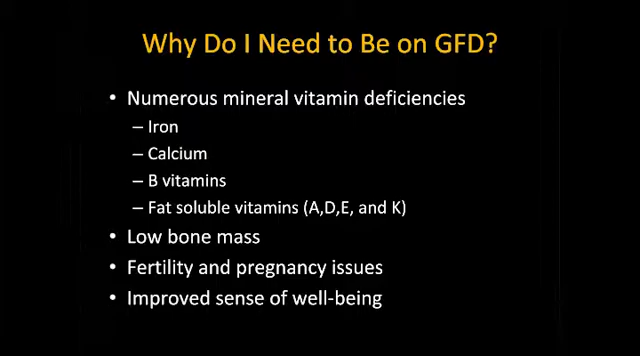 Why Do I Need to Be on GFD?
• Numerous mineral vitamin deficiencies
– Iron
– Calcium
– B vitamins
– Fat soluble vitamins (A,D,E, and K)
• Low bone mass
• Fertility and pregnancy issues
• Improved sense of well-being